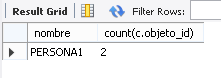 Result Grid Filter Rows:
nombre count(c.objeto_id)
PERSONA1 2